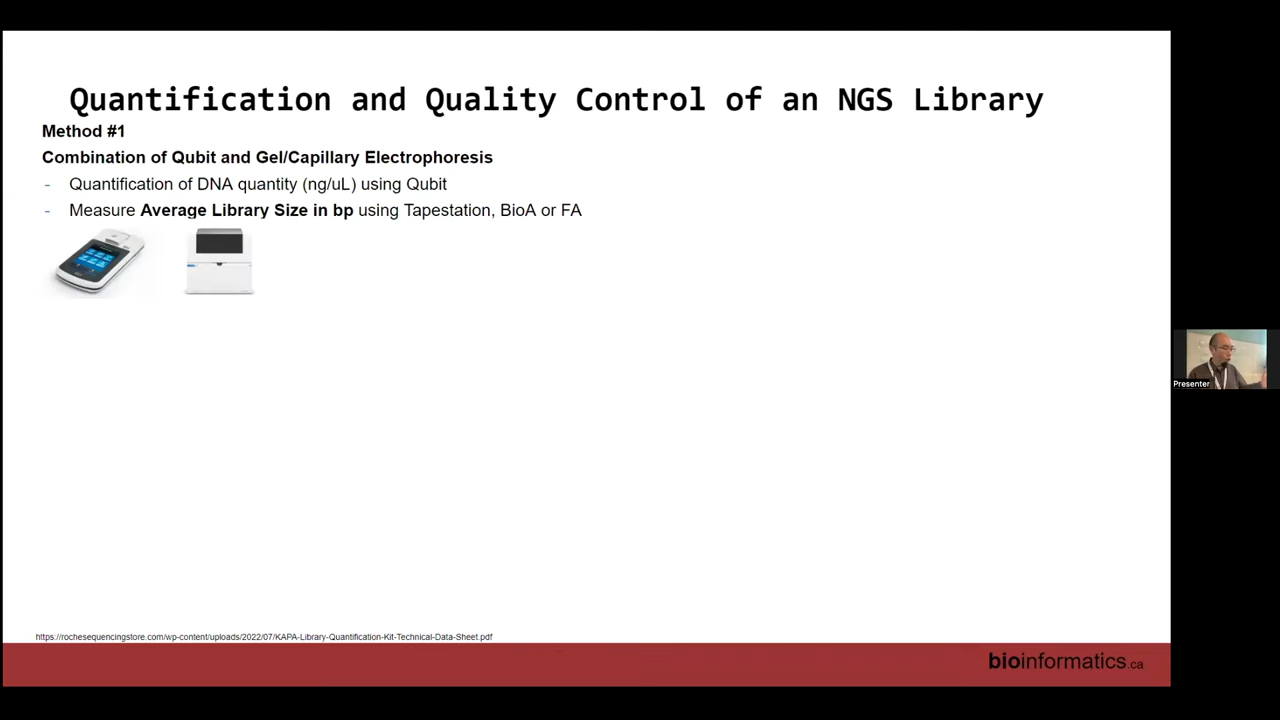 Quantification and Quality Control of an NGS Library
Method #1
Combination of Qubit and Gel/Capillary Electrophoresis
- Quantification of DNA quantity (ng/uL) using Qubit
- Measure Average Library Size in bp using Tapestation, BioA or FA
Presenter
https://rochesequencingstore.com/wp-content/uploads/2022/07/KAPA-Library-Quantification-Kit-Technical-Data-Sheet.pdf
bioinformatics.ca